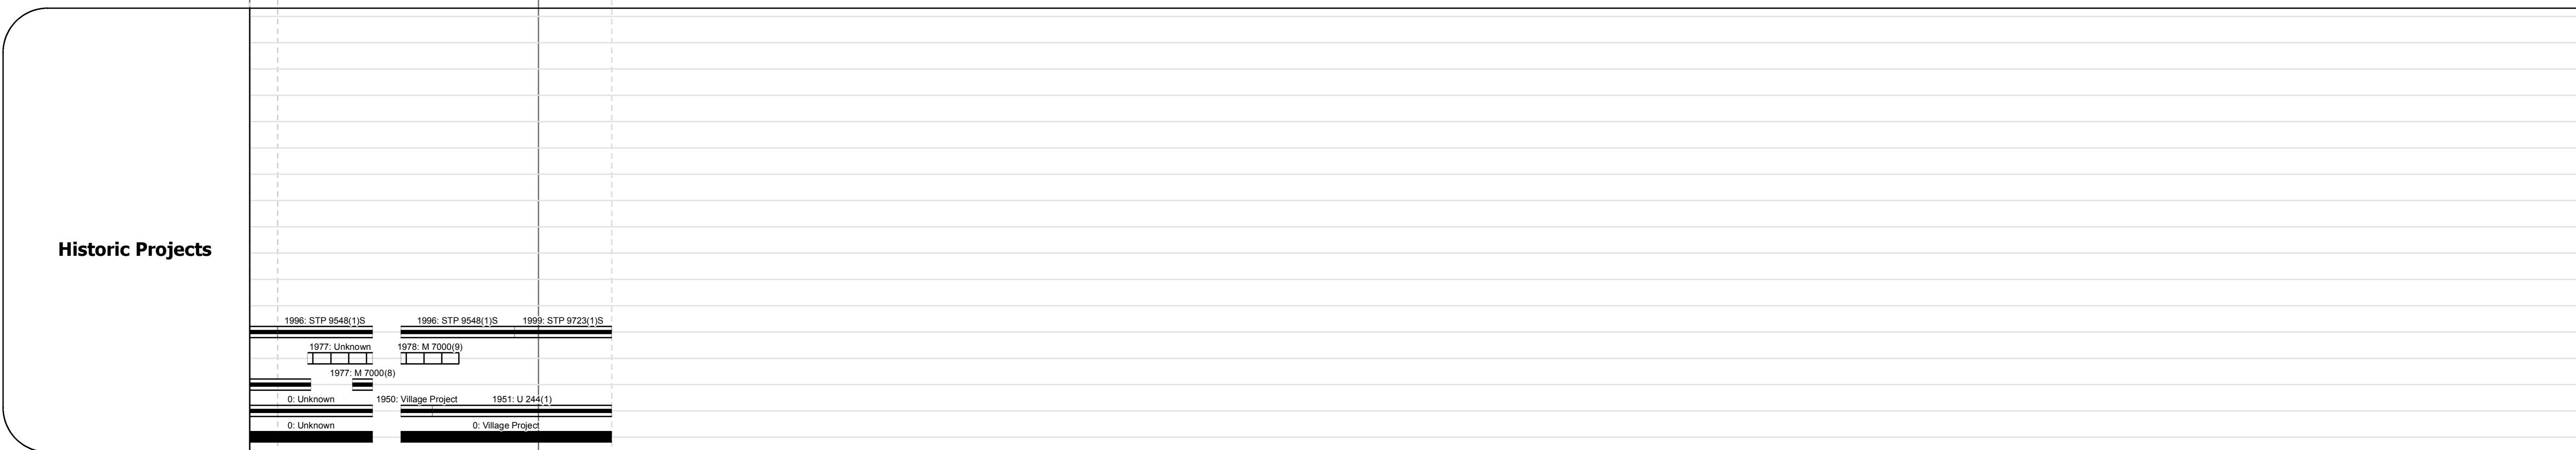 Historic Projects
1996: STP 9548(1)S 1996: STP 9548(1)S 1999: STP 9723(1)S
1977: Unknown 1978: M 7000(9)
1977: M 7000(8)
0: Unknown 1950: Village Project 1951: U 244(1)
0: Unknown 0: Village Project